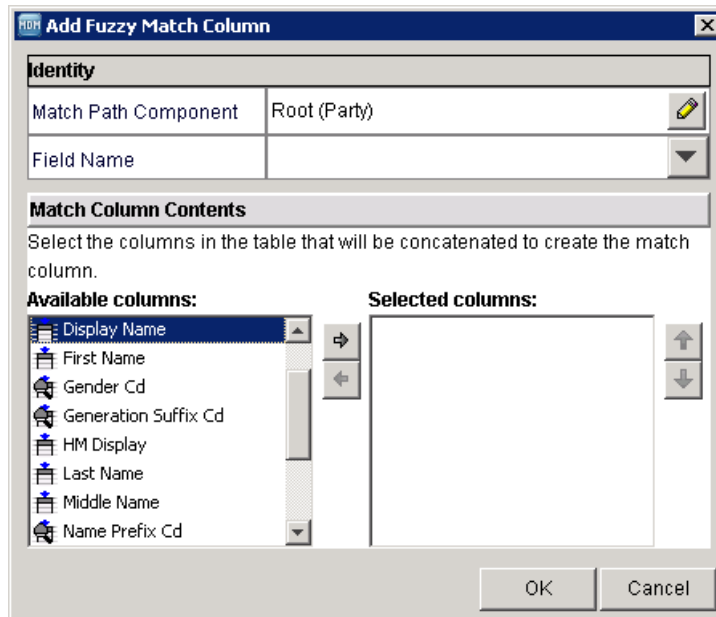 MDM Add Fuzzy Match Column
Identity
Match Path Component Root (Party)
Field Name
Match Column Contents
Select the columns in the table that will be concatenated to create the match
column.
Available columns: Selected columns:
Display Name
First Name
Gender Cd
Generation Suffix Cd
HM Display
Last Name
Middle Name
Name Prefix Cd
OK Cancel